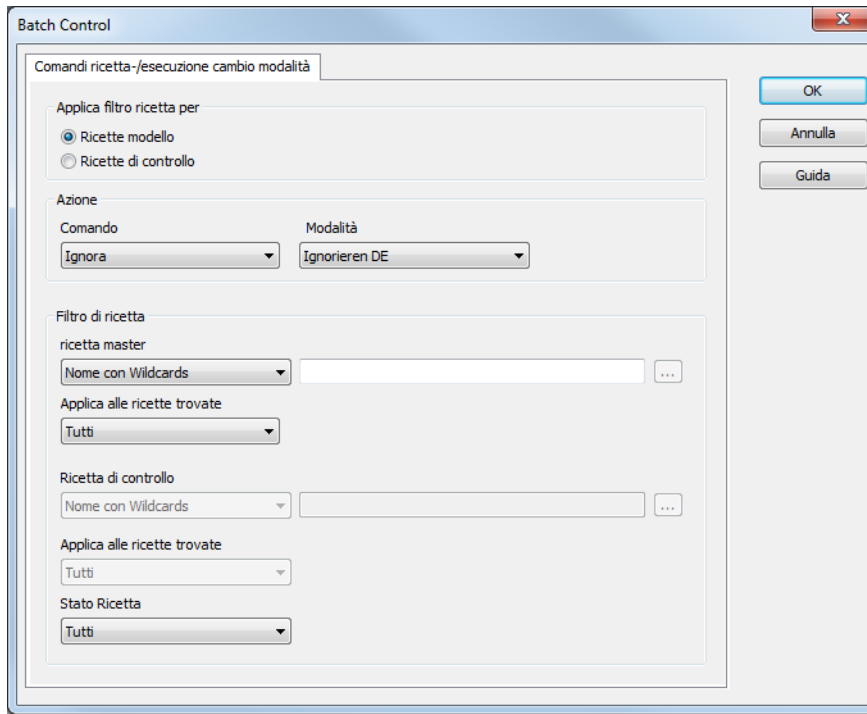 Batch Control
Comandi ricetta-/esecuzione cambio modalità
OK
Annulla
Guida
Applica filtro ricetta per
Ricette modello
Ricette di controllo
Azione
Comando Modalità
Ignora Ignorieren DE
Filtro di ricetta
ricetta master
Nome con Wildcards ...
Applica alle ricette trovate
Tutti
Ricetta di controllo
Nome con Wildcards ...
Applica alle ricette trovate
Tutti
Stato Ricetta
Tutti